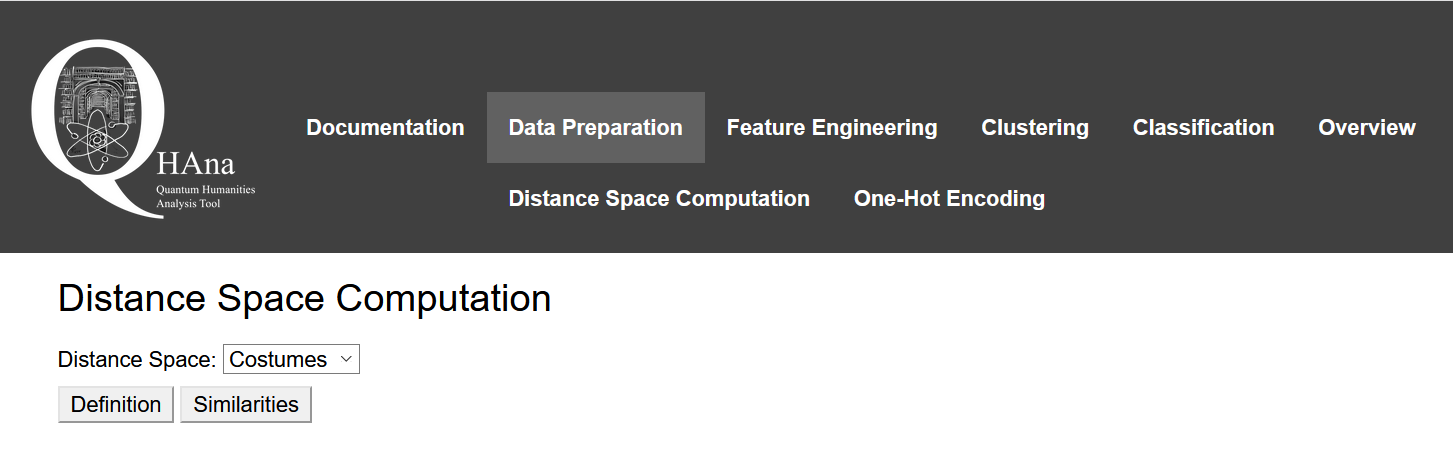 QHAna
Quantum Humanities
Analysis Tool
Documentation
Data Preparation
Feature Engineering
Clustering
Classification
Overview
Distance Space Computation
One-Hot Encoding
Distance Space Computation
Distance Space: Costumes
Definition
Similarities